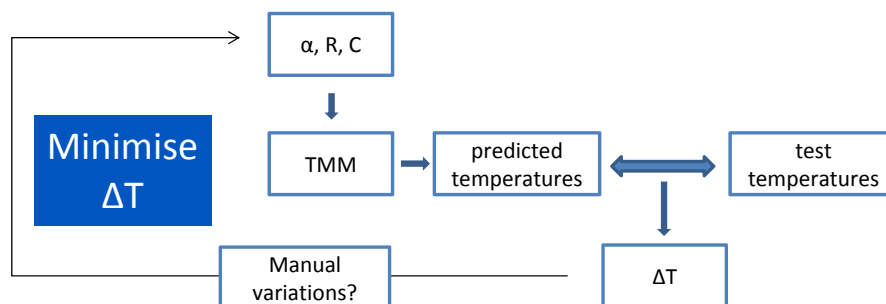 α, R, C
Minimise
ΔT
TMM
predicted
temperatures
test
temperatures
Manual
variations?
ΔT